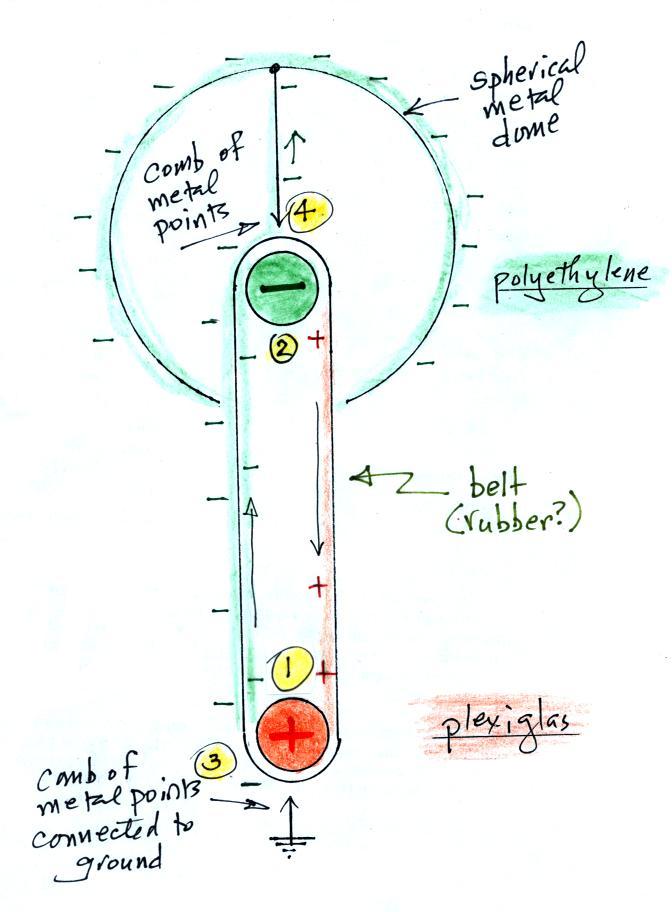 spherical
metal
dome
comb of
metal
points
4
polyethylene
2
belt
(rubber?)
1
plexiglas
3
comb of
metal points
connected to
ground